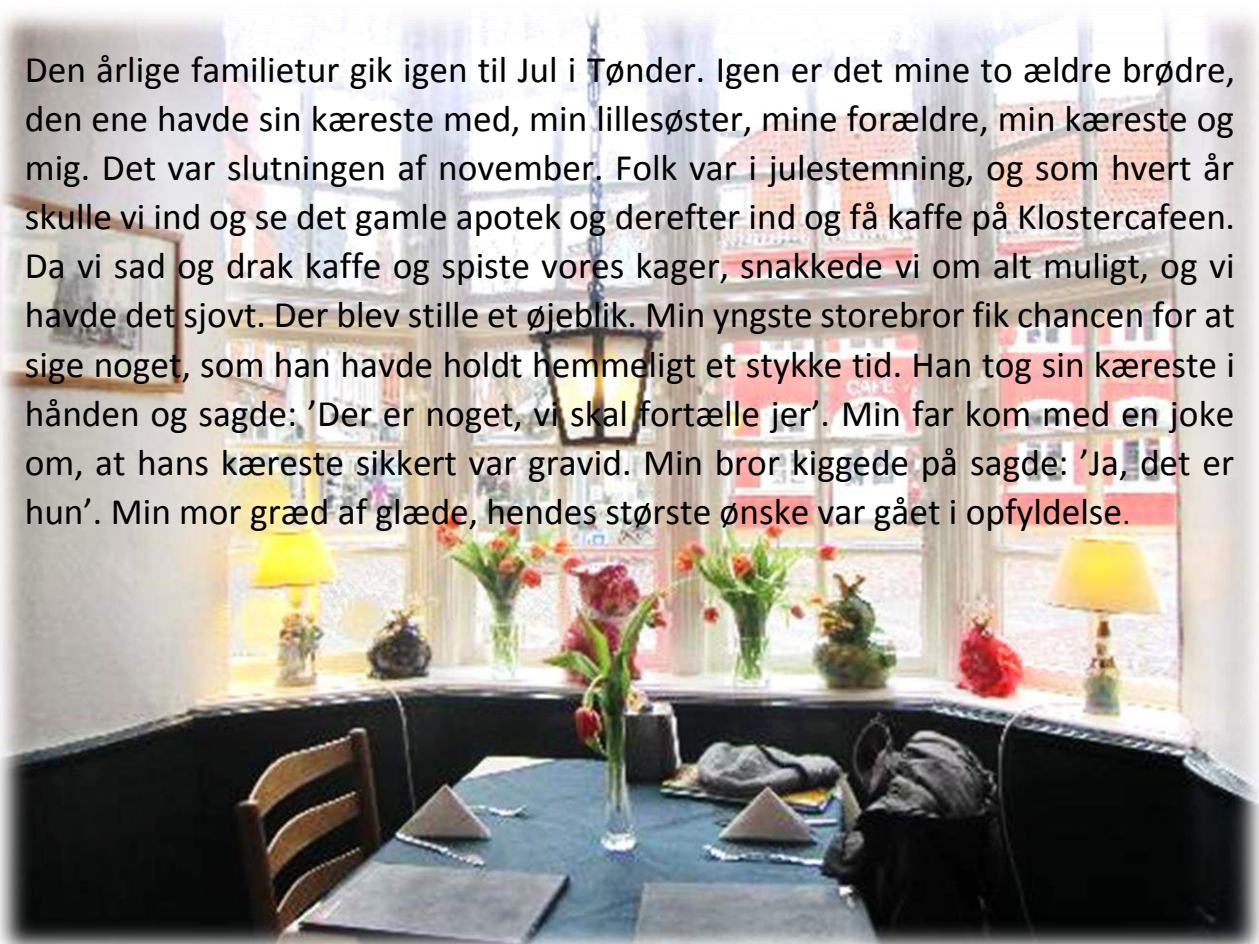 Den årlige familietur gik igen til Jul i Tønder. Igen er det mine to ældre brødre,
den ene havde sin kæreste med, min lillesøster, mine forældre, min kæreste og
mig. Det var slutningen af november. Folk var i julestemning, og som hvert år
skulle vi ind og se det gamle apotek og derefter ind og få kaffe på Klostercafeen.
Da vi sad og drak kaffe og spiste vores kager, snakkede vi om alt muligt, og vi
havde det sjovt. Der blev stille et øjeblik. Min yngste storebror fik chancen for at
sige noget, som han havde holdt hemmeligt et stykke tid. Han tog sin kæreste i
hånden og sagde: ’Der er noget, vi skal fortælle jer’. Min far kom med en joke
om, at hans kæreste sikkert var gravid. Min bror kiggede på sagde: ’Ja, det er
hun’. Min mor græd af glæde, hendes største ønske var gået i opfyldelse.
CAFE